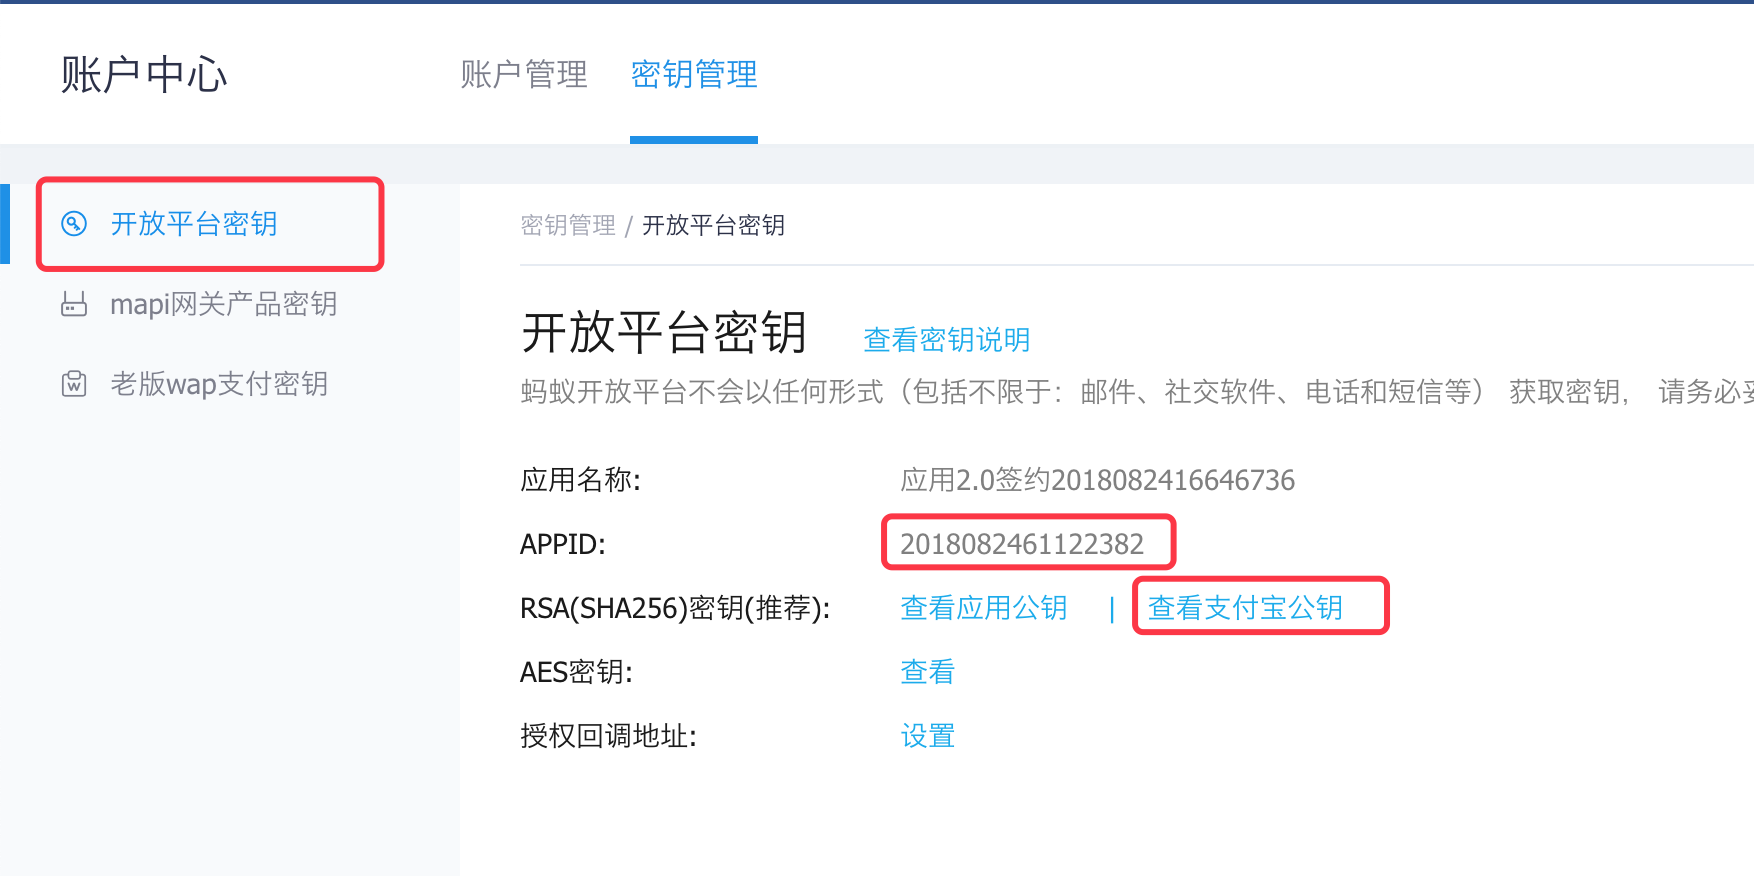 账户中心
账户管理 密钥管理
开放平台密钥
mapi网关产品密钥
老版wap支付密钥
密钥管理 / 开放平台密钥
开放平台密钥 查看密钥说明
蚂蚁开放平台不会以任何形式（包括不限于：邮件、社交软件、电话和短信等） 获取密钥， 请务必妥
应用名称: 应用2.0签约2018082416646736
APPID: 2018082461122382
RSA(SHA256)密钥(推荐): 查看应用公钥 | 查看支付宝公钥
AES密钥: 查看
授权回调地址: 设置